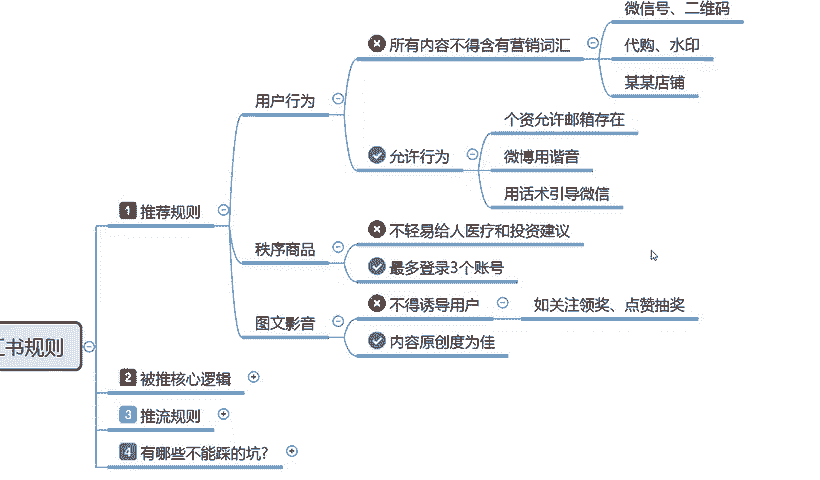 微信号、二维码
所有内容不得含有营销词汇
代购、水印
某某店铺
用户行为
个资允许邮箱存在
允许行为
微博用谐音
用话术引导微信
1 推荐规则
不轻易给人医疗和投资建议
秩序商品
最多登录3个账号
不得诱导用户
如关注领奖、点赞抽奖
图文影音
内容原创度为佳
书规则
2 被推核心逻辑
3 推流规则
4 有哪些不能踩的坑？